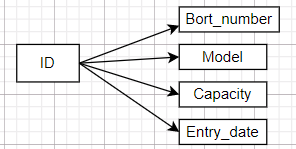 Bort_number
ID
Model
Capacity
Entry_date